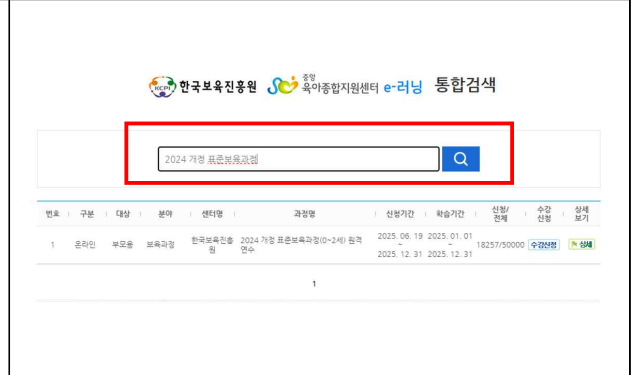 KCPI 한국보육진흥원 중앙 육아종합지원센터 e-러닝 통합검색
2024 개정 표준보육과정
번호 구분 대상 분야 센터명 과정명 신청기간 학습기간 신청/전체 수강신청 상세보기
1 온라인 부모용 보육과정 한국보육진흥원 2024 개정 표준보육과정(0~2세) 원격연수 2025. 06. 19 ~ 2025. 12. 31 2025. 01. 01 ~ 2025. 12. 31 18257/50000 수강신청 상세
1